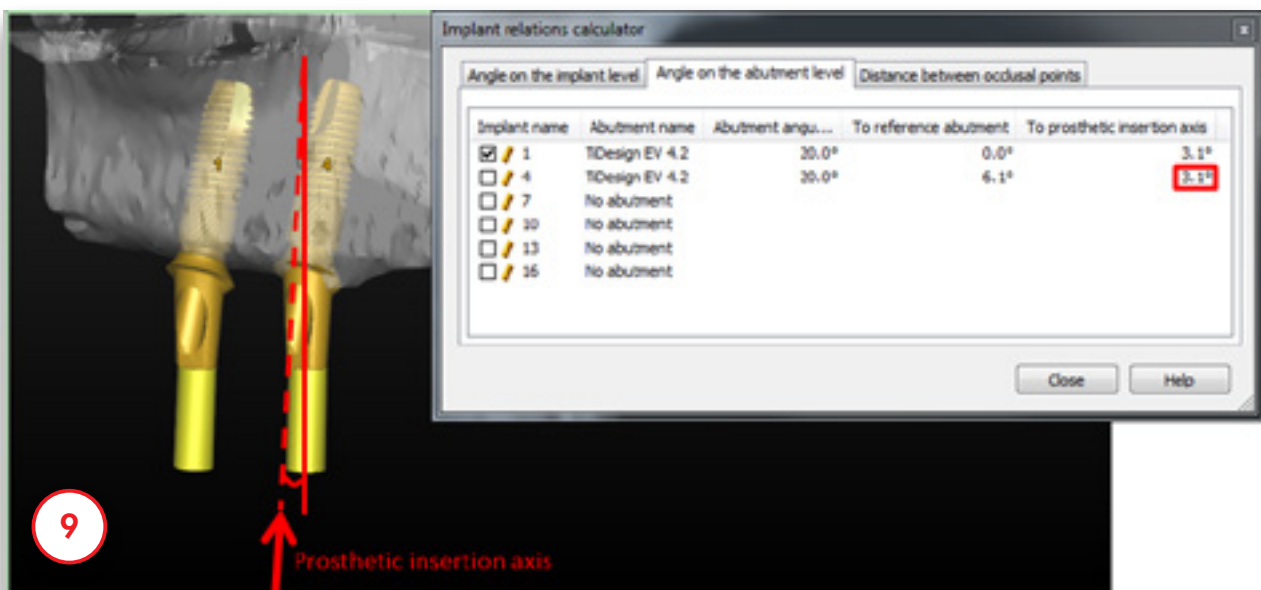 Implant relations calculator
Angle on the implant level Angle on the abutment level Distance between occlusal points
Implant name Abutment name Abutment angu.... To reference abutment To prosthetic insertion axis
1 TiDesign EV 4.2 20.0° 0.0° 3.1°
4 TiDesign EV 4.2 20.0° 6.1° 3.1°
7 No abutment
10 No abutment
13 No abutment
16 No abutment
Close Help
4
9
Prosthetic insertion axis